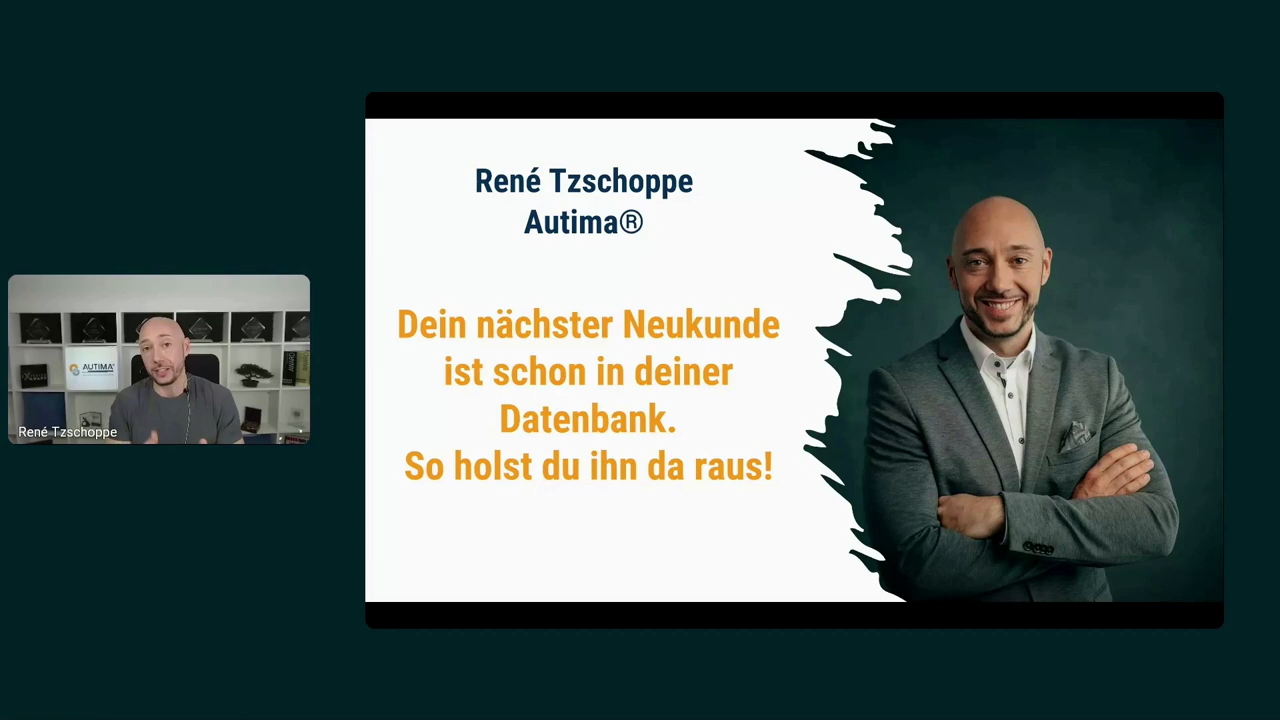 René Tzschoppe
Autima®
Dein nächster Neukunde
ist schon in deiner
Datenbank.
So holst du ihn da raus!
AUTIMA®
René Tzschoppe